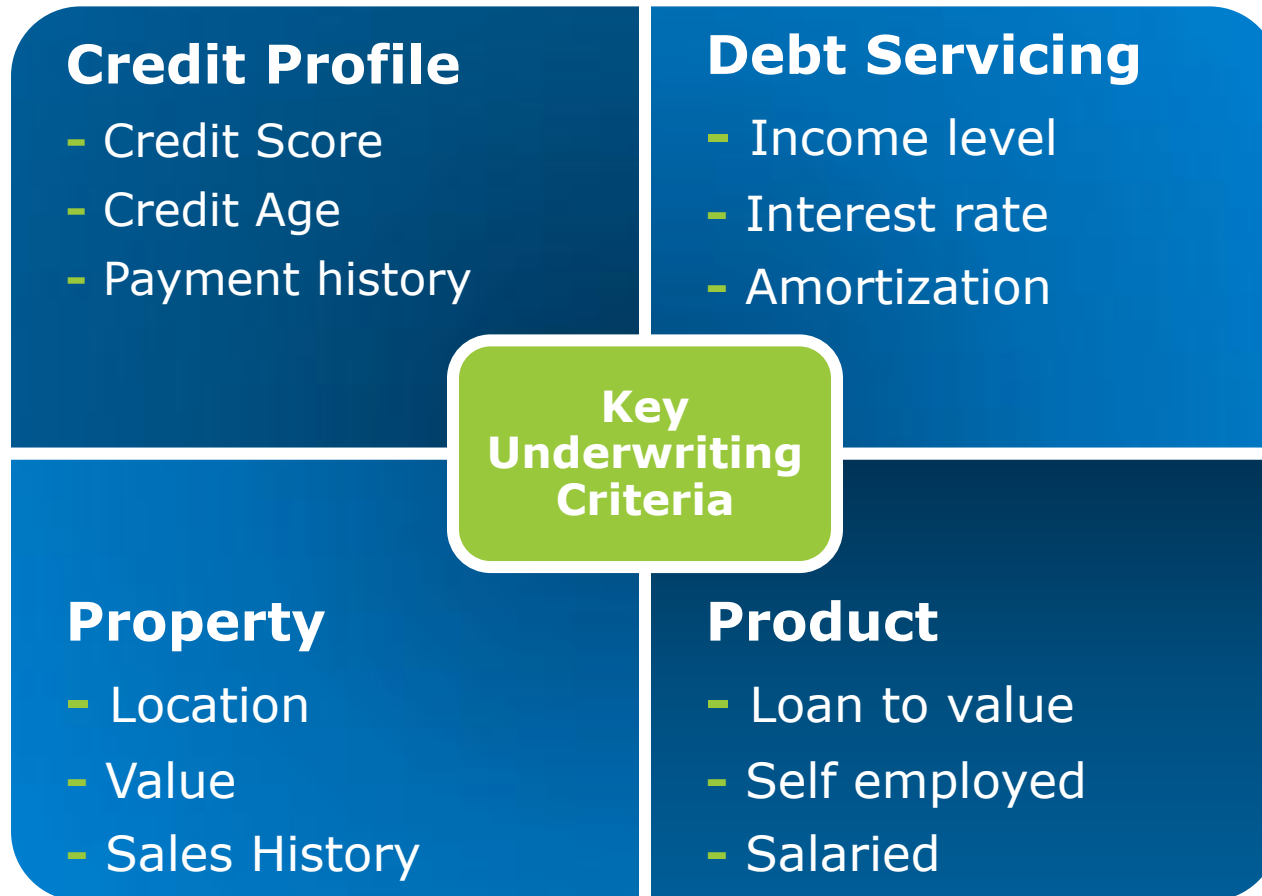 Credit Profile
- Credit Score
- Credit Age
- Payment history
Debt Servicing
- Income level
- Interest rate
- Amortization
Key
Underwriting
Criteria
Property
- Location
- Value
- Sales History
Product
- Loan to value
- Self employed
- Salaried